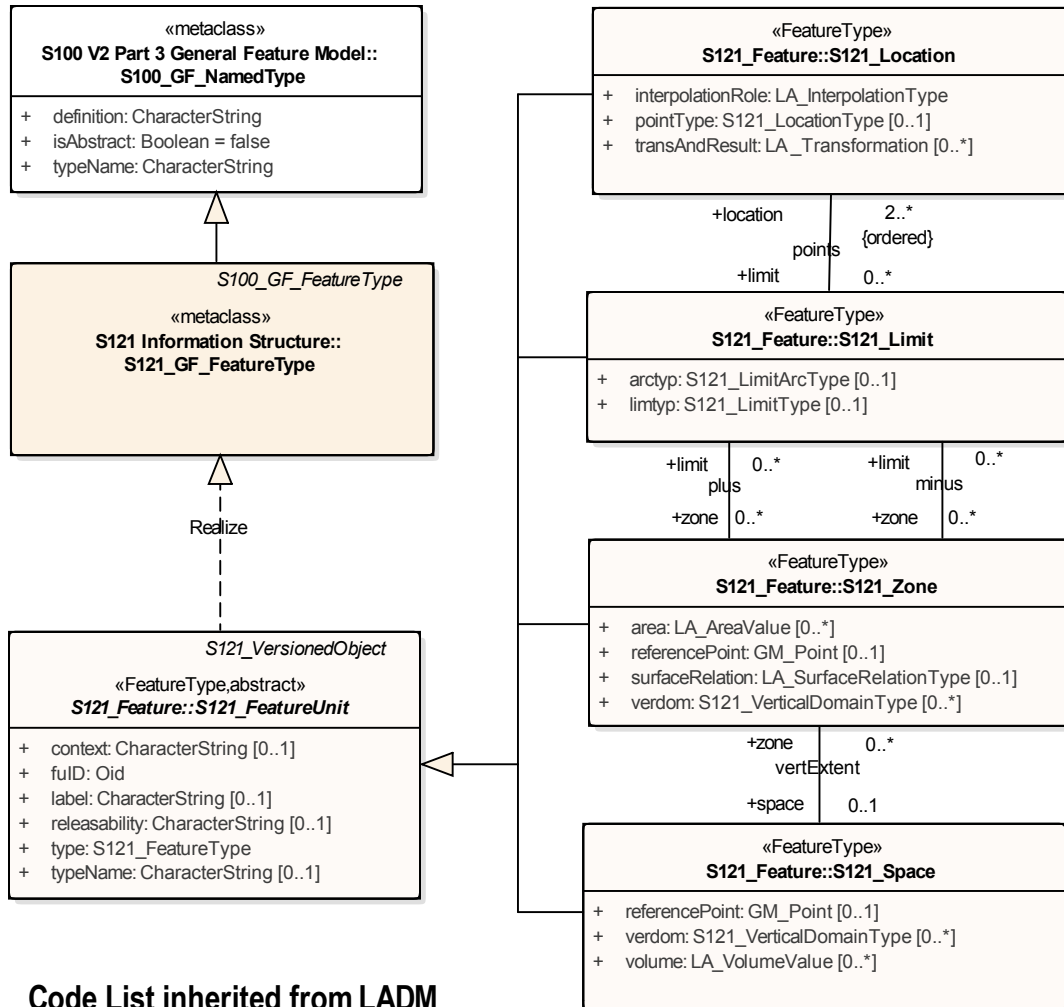 «metaclass»
S100 V2 Part 3 General Feature Model::
S100_GF_NamedType
+ definition: CharacterString
+ isAbstract: Boolean = false
+ typeName: CharacterString
S100_GF_FeatureType
«metaclass»
S121 Information Structure::
S121_GF_FeatureType
Realize
S121_VersionedObject
«FeatureType,abstract»
S121_Feature::S121_FeatureUnit
+ context: CharacterString [0..1]
+ fuID: Oid
+ label: CharacterString [0..1]
+ releasability: CharacterString [0..1]
+ type: S121_FeatureType
+ typeName: CharacterString [0..1]
«FeatureType»
S121_Feature::S121_Location
+ interpolationRole: LA_InterpolationType
+ pointType: S121_LocationType [0..1]
+ transAndResult: LA_Transformation [0..*]
+location 2..*
{ordered}
points
+limit 0..*
«FeatureType»
S121_Feature::S121_Limit
+ arctyp: S121_LimitArcType [0..1]
+ limtyp: S121_LimitType [0..1]
+limit 0..* +limit 0..*
plus minus
+zone 0..* +zone 0..*
«FeatureType»
S121_Feature::S121_Zone
+ area: LA_AreaValue [0..*]
+ referencePoint: GM_Point [0..1]
+ surfaceRelation: LA_SurfaceRelationType [0..1]
+ verdom: S121_VerticalDomainType [0..*]
+zone 0..*
vertExtent
+space 0..1
«FeatureType»
S121_Feature::S121_Space
+ referencePoint: GM_Point [0..1]
+ verdom: S121_VerticalDomainType [0..*]
+ volume: LA_VolumeValue [0..*]
Code List inherited from LADM